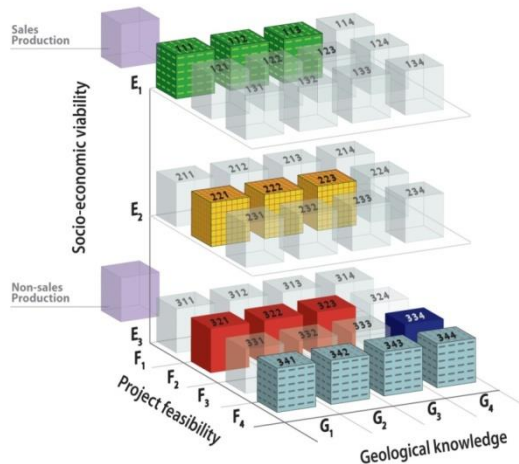 Sales
Production
Socio-economic viability
E1
111
112
113
114
121
122
123
124
131
132
133
134
E2
211
212
213
214
221
222
223
224
231
232
233
234
Non-sales
Production
E3
311
312
313
314
321
322
323
324
331
332
333
334
341
342
343
344
F1
F2
F3
F4
Project feasibility
G1
G2
G3
G4
Geological knowledge